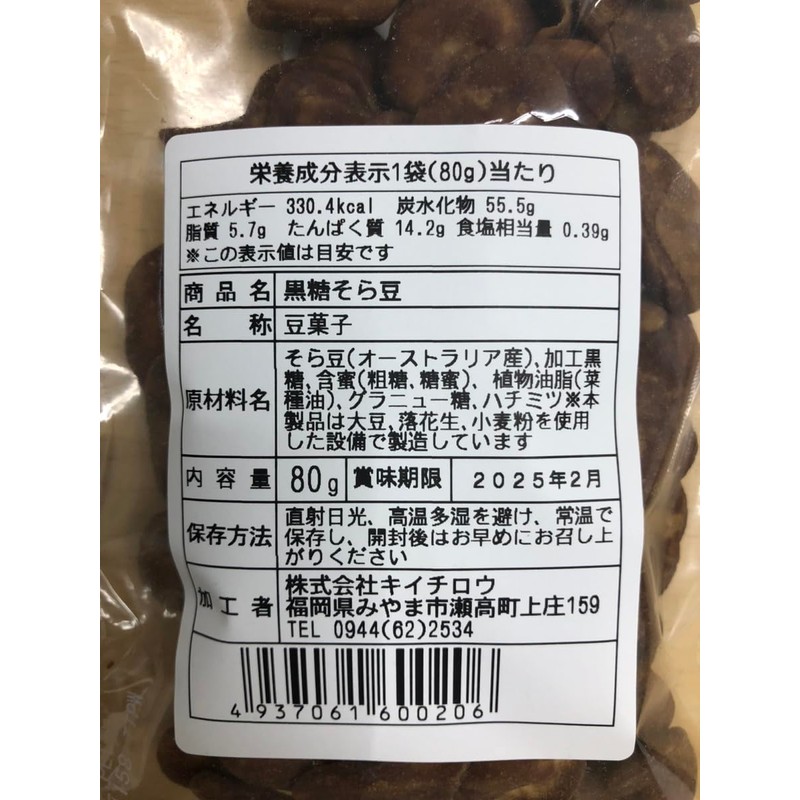 栄養成分表示1袋(80g)当たり
エネルギー 330.4kcal 炭水化物 55.5g
脂質 5.7g たんぱく質 14.2g 食塩相当量 0.39g
※この表示値は目安です
商品名 黒糖そら豆
名称 豆菓子
原材料名 そら豆(オーストラリア産)、加工黒
糖、含蜜(粗糖、糖蜜)、植物油脂(菜
種油)、グラニュー糖、ハチミツ※本
製品は大豆、落花生、小麦粉を使用
した設備で製造しています
内容量 80g 賞味期限 2025年2月
保存方法 直射日光、高温多湿を避け、常温で
保存し、開封後はお早めにお召し上
がりください
加工者 株式会社キイチロウ
福岡県みやま市瀬高町上庄159
TEL 0944(62)2534
4937061600206